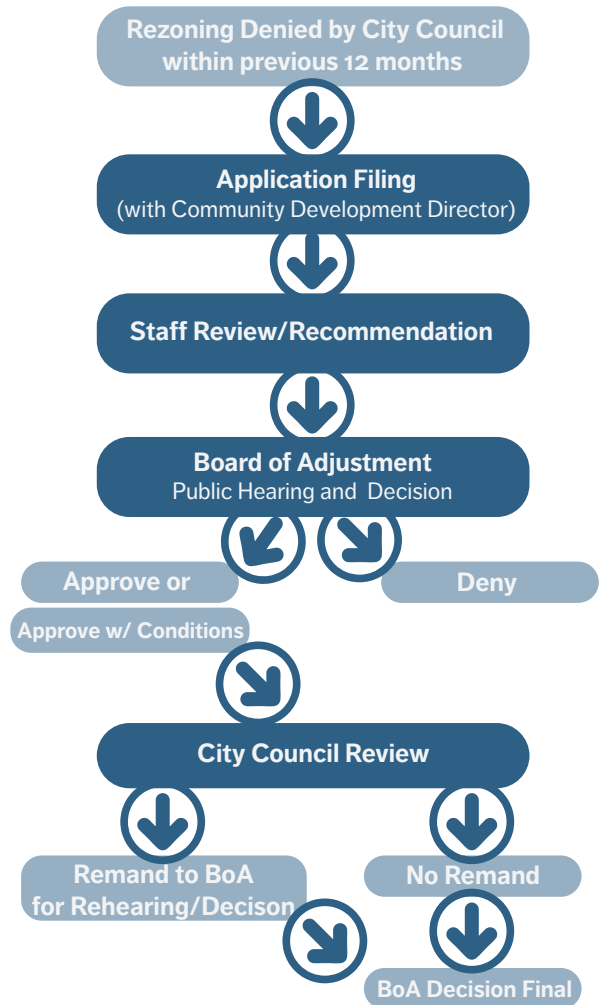 Rezoning Denied by City Council
within previous 12 months
Application Filing
(with Community Development Director)
Staff Review/Recommendation
Board of Adjustment
Public Hearing and Decision
Approve or
Deny
Approve w/ Conditions
City Council Review
Remand to BoA
for Rehearing/Decison
No Remand
BoA Decision Final